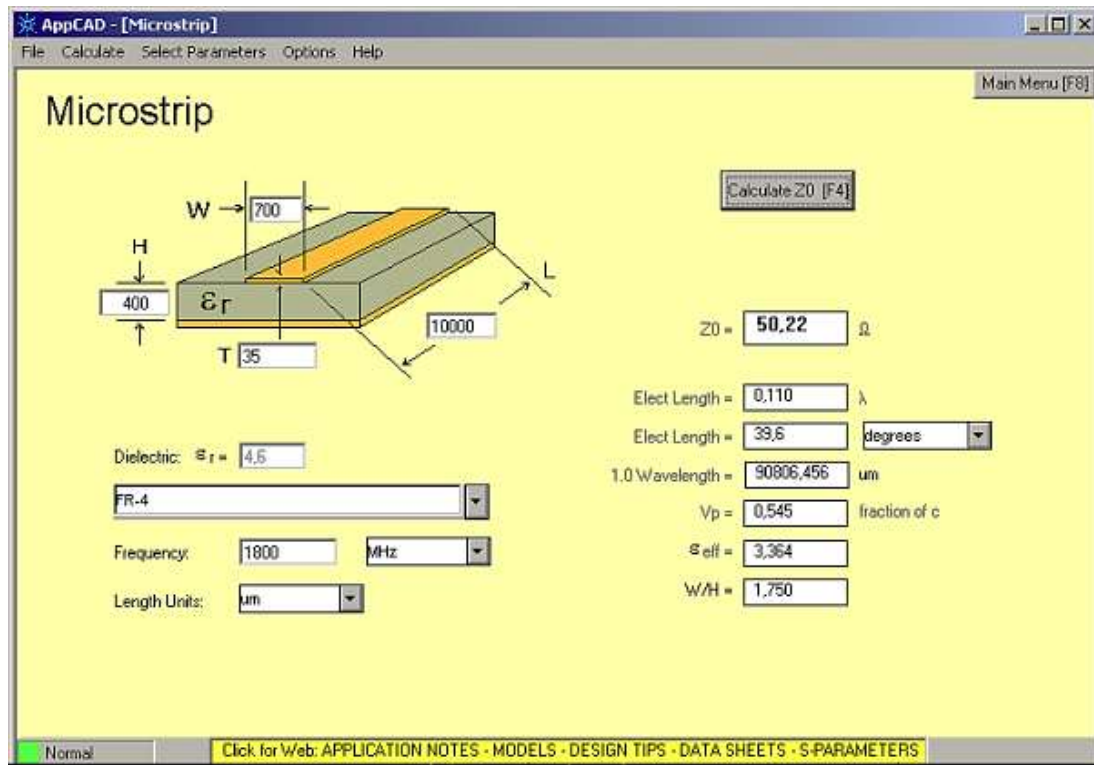 AppCAD - [Microstrip]
File Calculate Select Parameters Options Help
Main Menu [F8]
Microstrip
Calculate Z0 [F4]
W 700
H
400
εr
L
10000
T 35
Z0 = 50,22 Ω
Elect Length = 0,110 λ
Elect Length = 39,6 degrees
1.0 Wavelength = 90806,456 um
Vp = 0,545 fraction of c
εeff = 3,364
W/H = 1,750
Dielectric: εr = 4,6
FR-4
Frequency: 1800 MHz
Length Units: um
Normal
Click for Web: APPLICATION NOTES - MODELS - DESIGN TIPS - DATA SHEETS - S-PARAMETERS